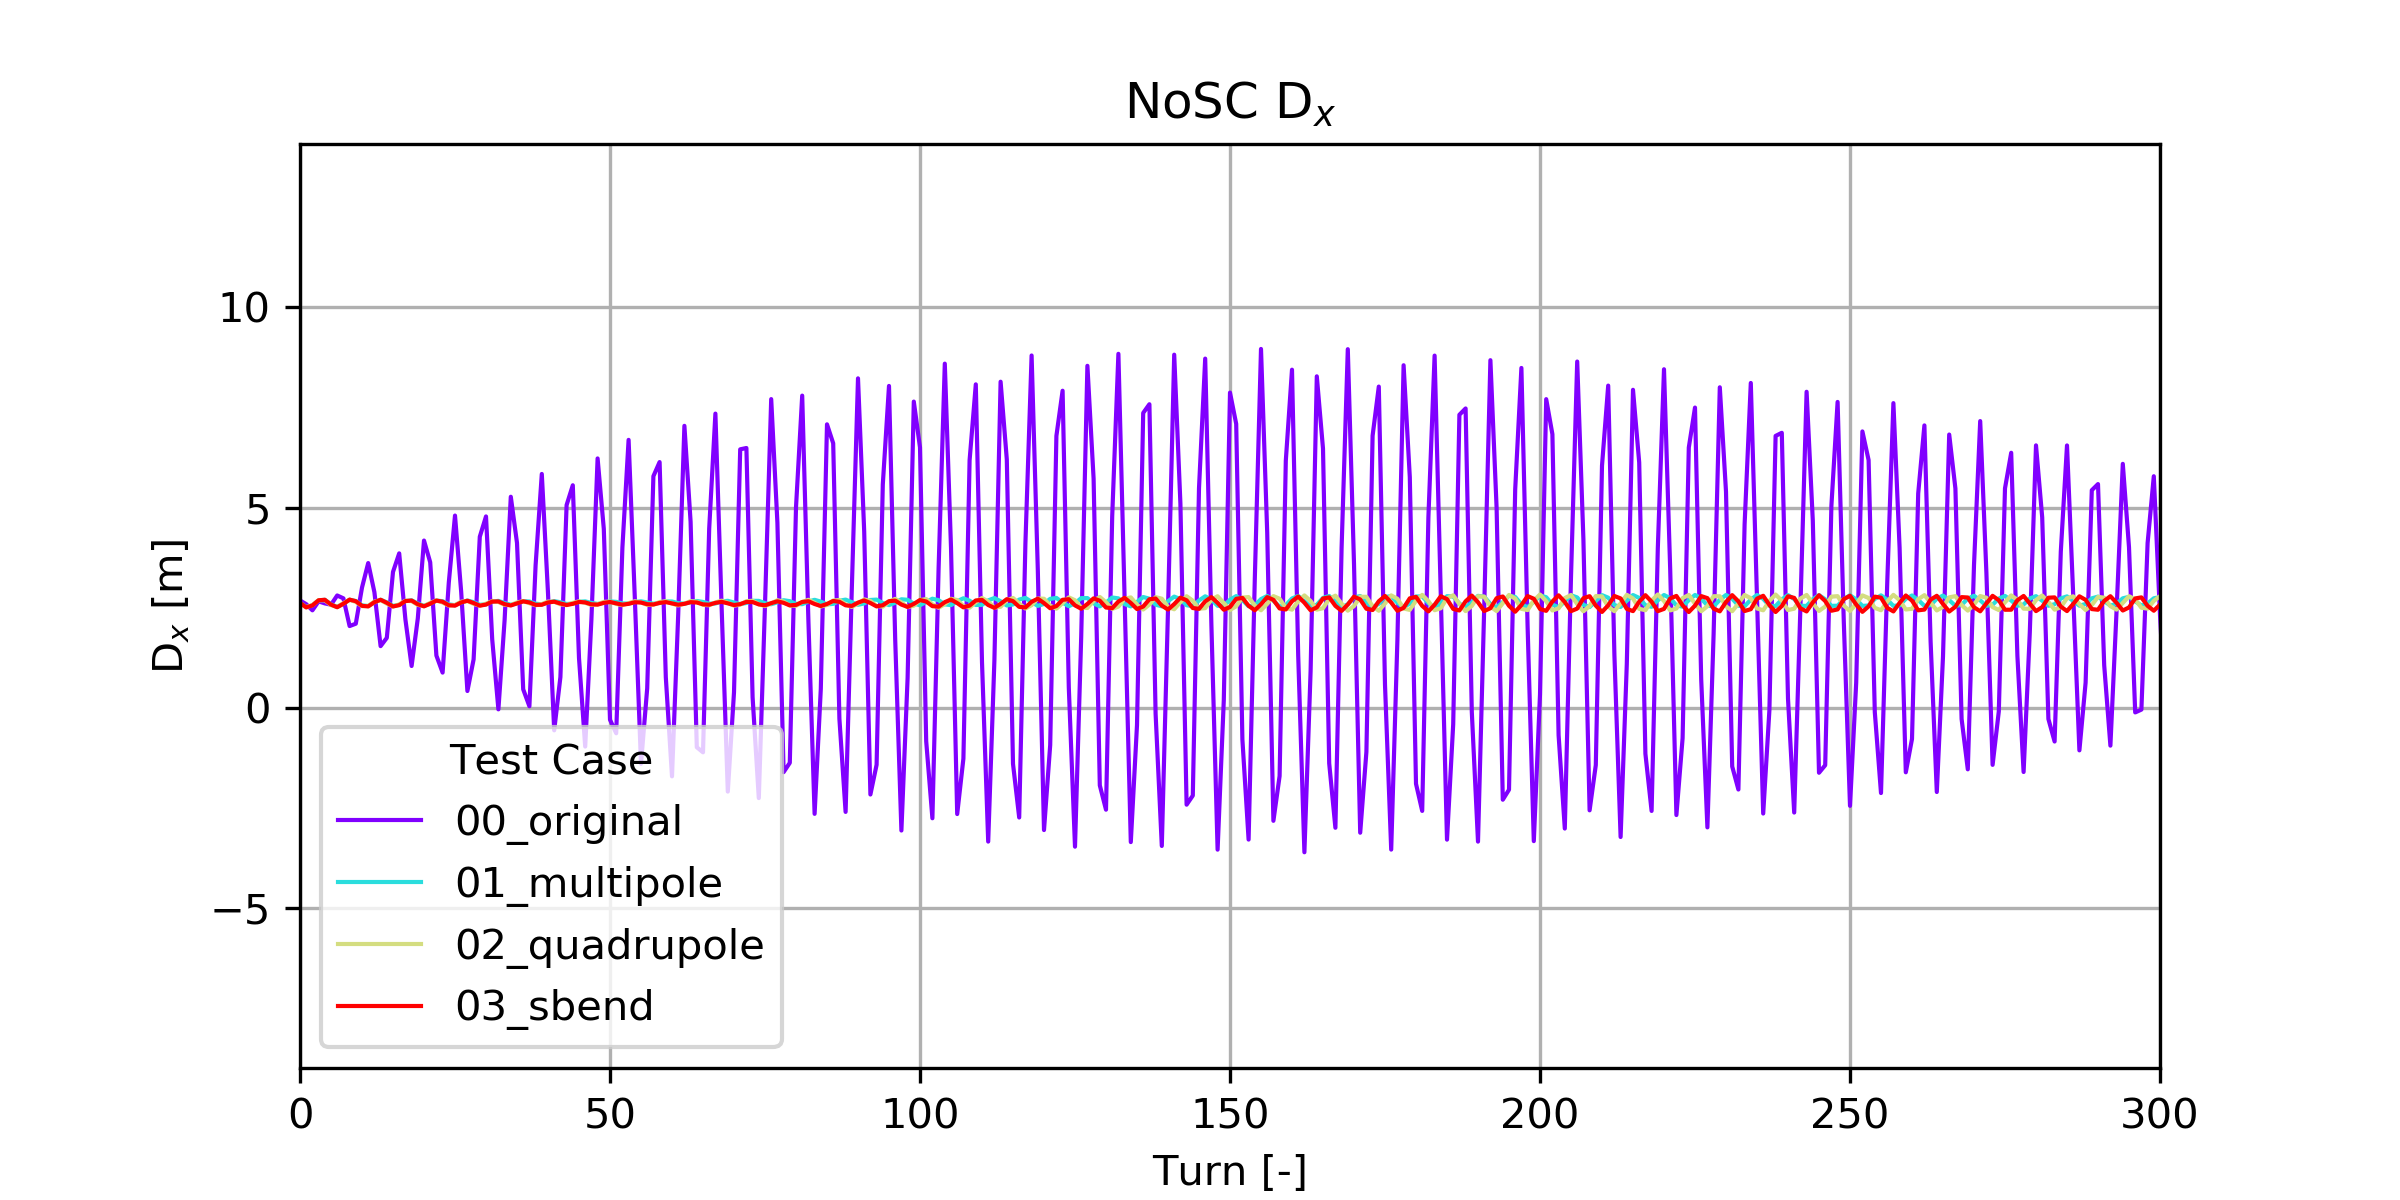 NoSC Dₓ
Dₓ [m]
10
5
0
−5
Test Case
00_original
01_multipole
02_quadrupole
03_sbend
0 50 100 150 200 250 300
Turn [-]